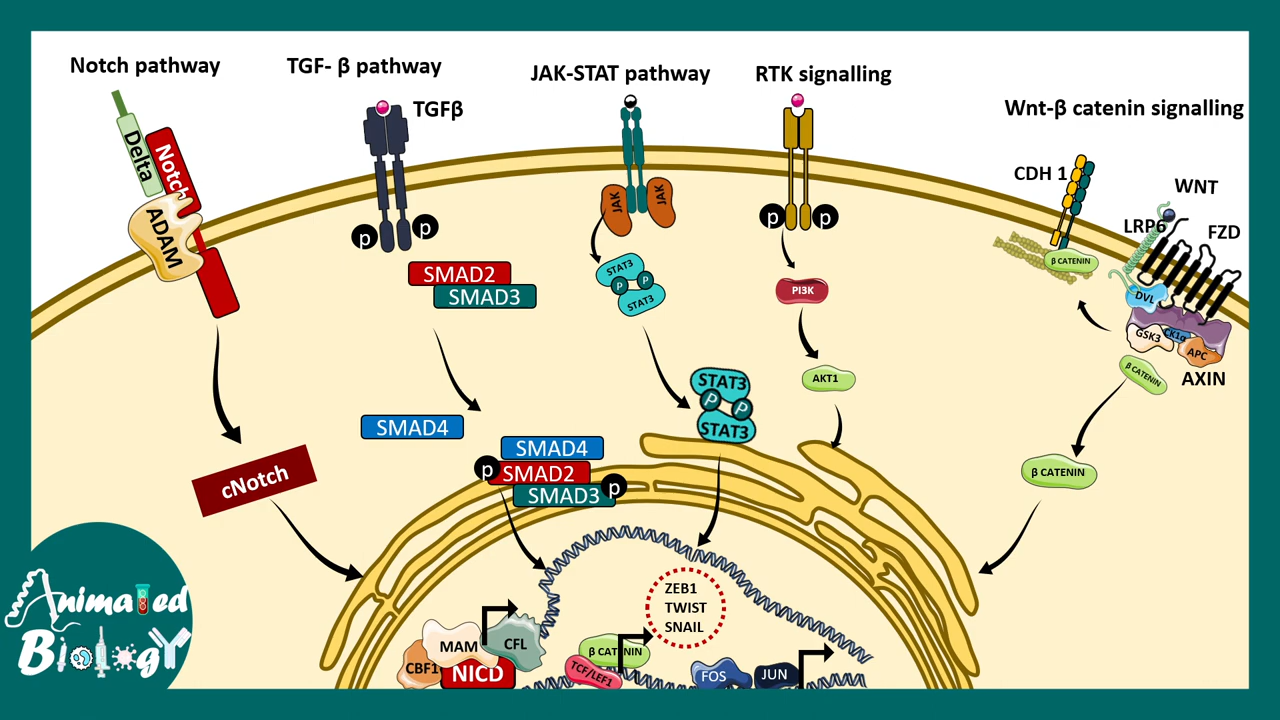 Notch pathway
TGF- β pathway
JAK-STAT pathway
RTK signalling
Wnt-β catenin signalling
Delta
Notch
ADAM
TGFβ
p
p
SMAD2
SMAD3
JAK
JAK
STAT3
P
P
STAT3
p
p
PI3K
AKT1
CDH 1
WNT
LRP6
FZD
β CATENIN
DVL
GSK3
CK1α
APC
AXIN
β CATENIN
β CATENIN
cNotch
SMAD4
SMAD4
p
SMAD2
SMAD3
p
STAT3
P
P
STAT3
ZEB1
TWIST
SNAIL
MAM
CFL
CBF1
NICD
β CATENIN
TCF/LEF1
FOS
JUN
Animated
Biology